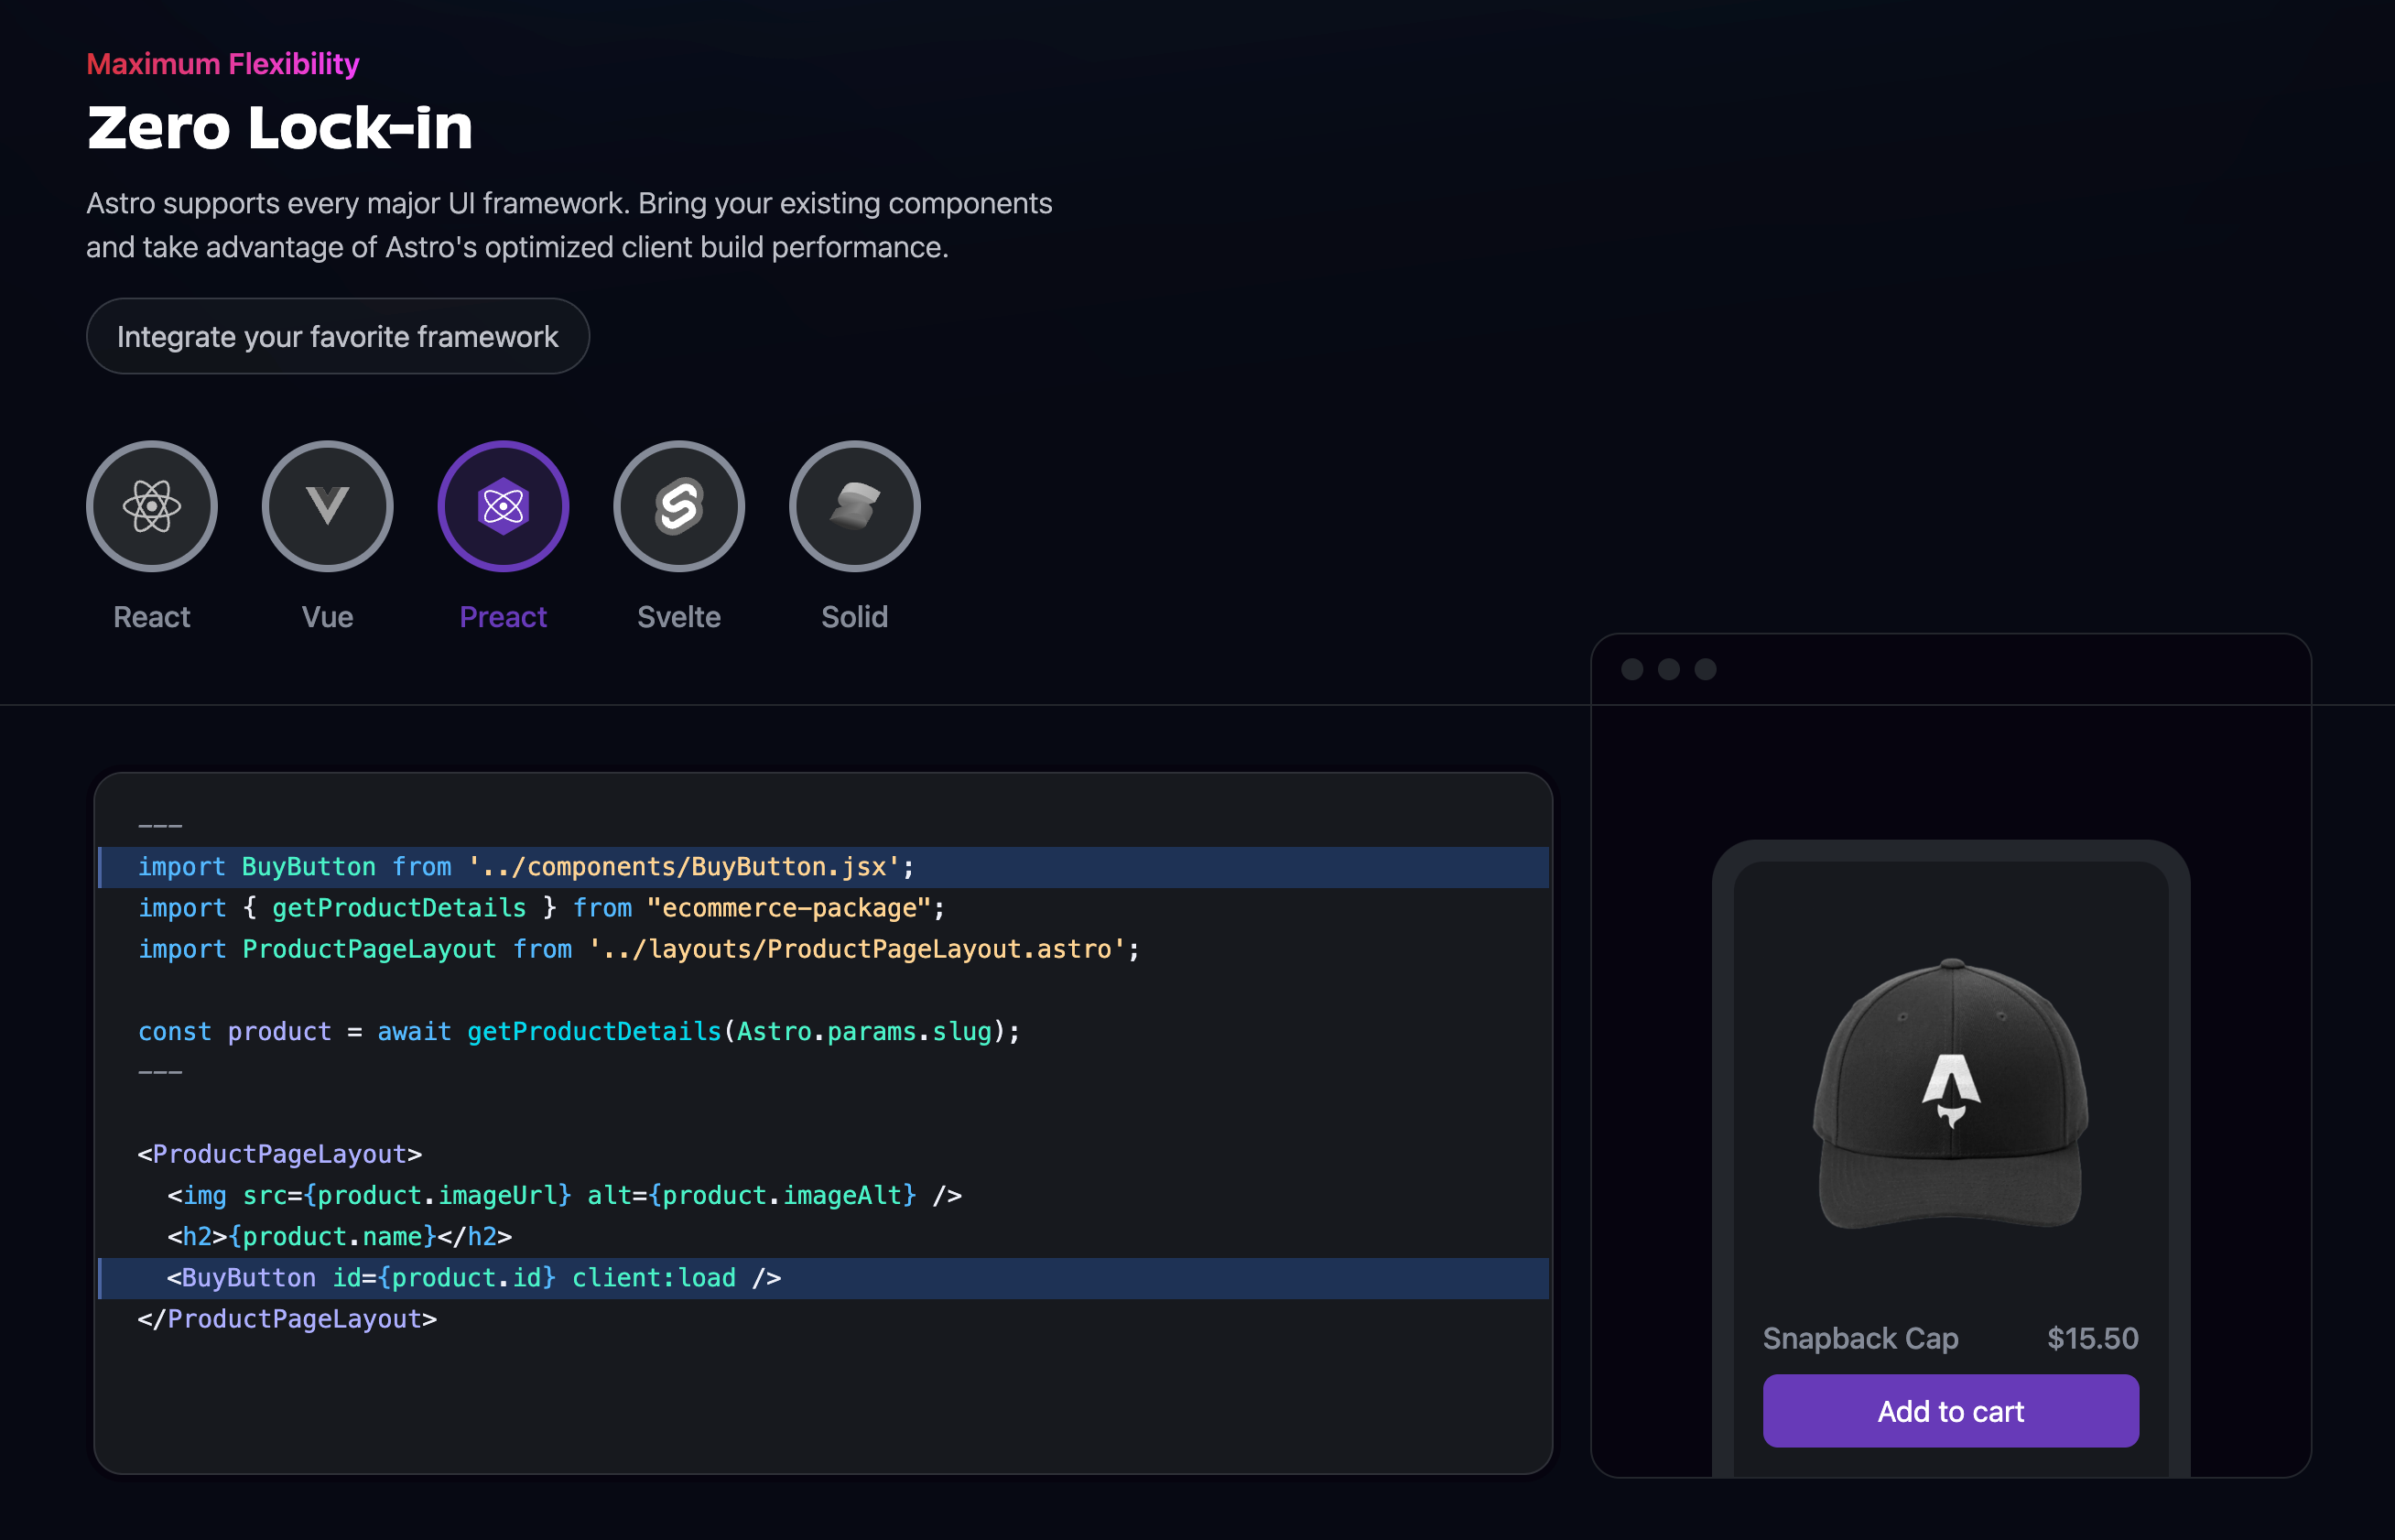 Maximum Flexibility
Zero Lock-in
Astro supports every major UI framework. Bring your existing components
and take advantage of Astro's optimized client build performance.
Integrate your favorite framework
React
Vue
Preact
Svelte
Solid
---
import BuyButton from '../components/BuyButton.jsx';
import { getProductDetails } from "ecommerce-package";
import ProductPageLayout from '../layouts/ProductPageLayout.astro';
const product = await getProductDetails(Astro.params.slug);
---
<ProductPageLayout>
  <img src={product.imageUrl} alt={product.imageAlt} />
  <h2>{product.name}</h2>
  <BuyButton id={product.id} client:load />
</ProductPageLayout>
Snapback Cap $15.50
Add to cart